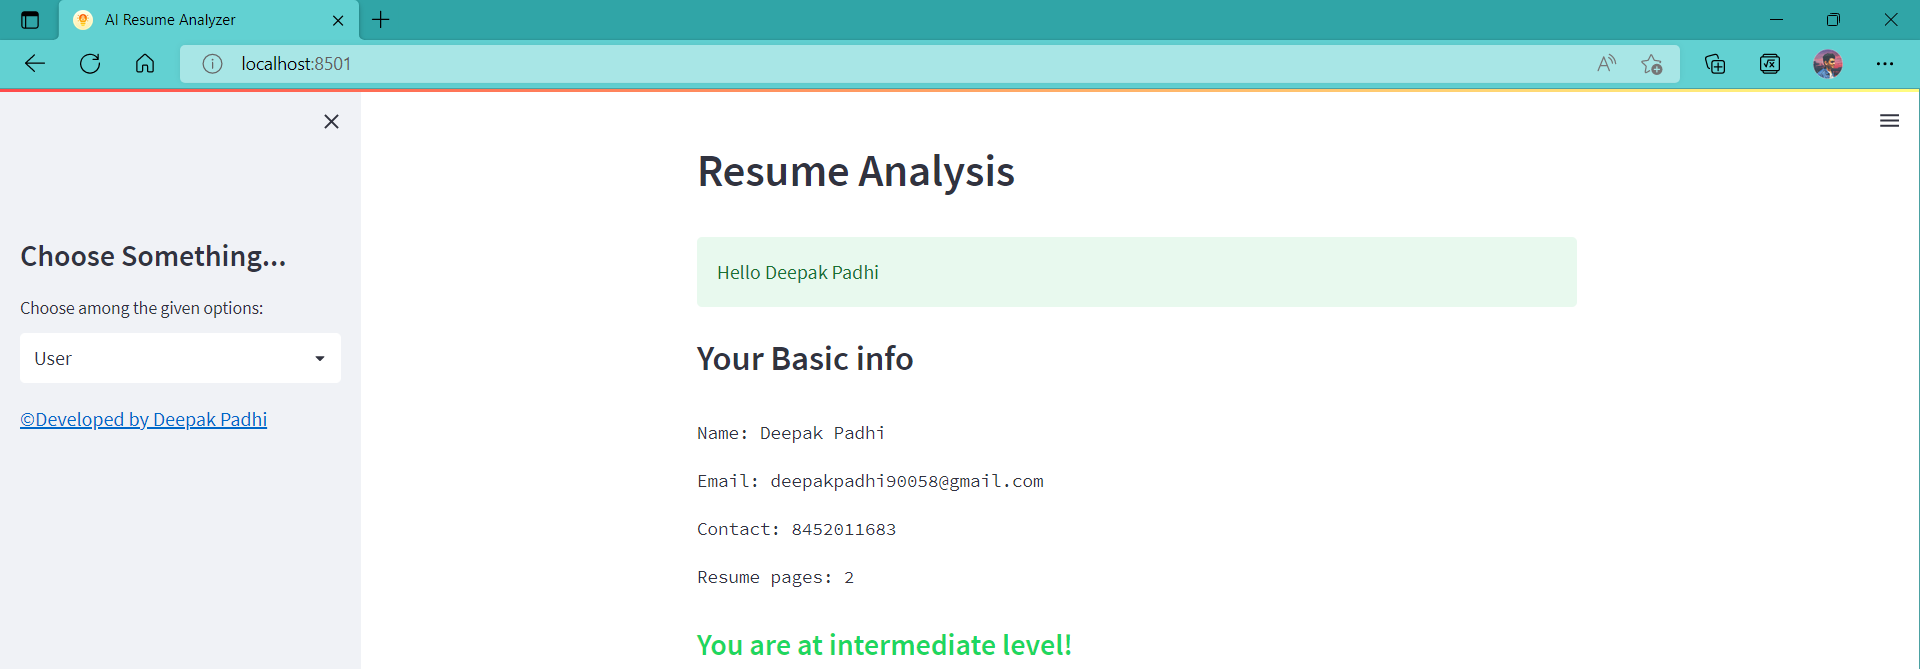 AI Resume Analyzer
localhost:8501
Choose Something...
Choose among the given options:
User
©Developed by Deepak Padhi
Resume Analysis
Hello Deepak Padhi
Your Basic info
Name: Deepak Padhi
Email: deepakpadhi90058@gmail.com
Contact: 8452011683
Resume pages: 2
You are at intermediate level!